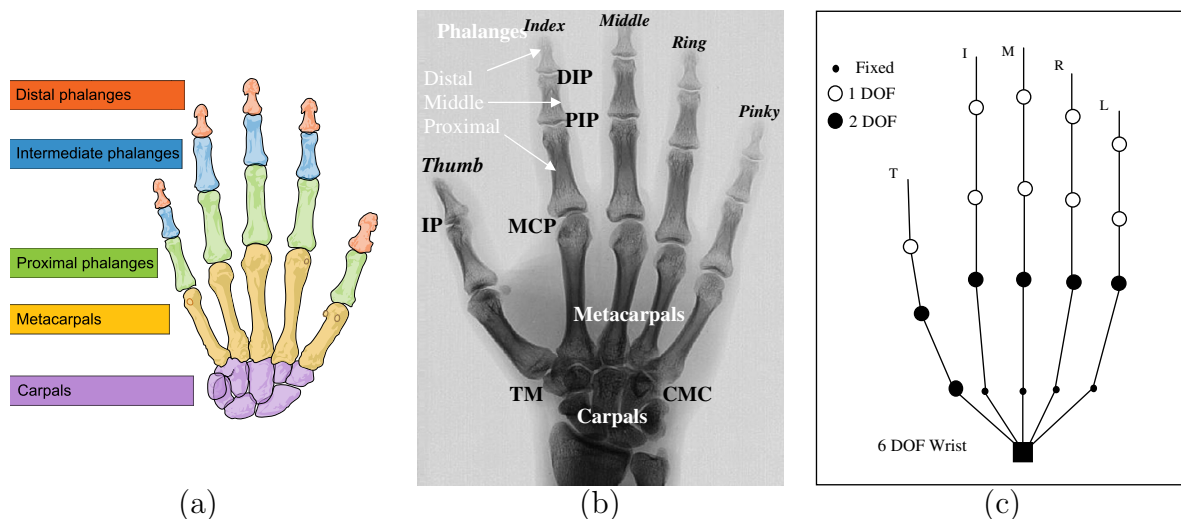 Distal phalanges
Intermediate phalanges
Proximal phalanges
Metacarpals
Carpals
(a)
Phalanges
Index
Middle
Ring
Pinky
Distal
Middle
Proximal
DIP
PIP
Thumb
IP
MCP
Metacarpals
TM
CMC
Carpals
(b)
Fixed
1 DOF
2 DOF
I
M
R
L
T
6 DOF Wrist
(c)